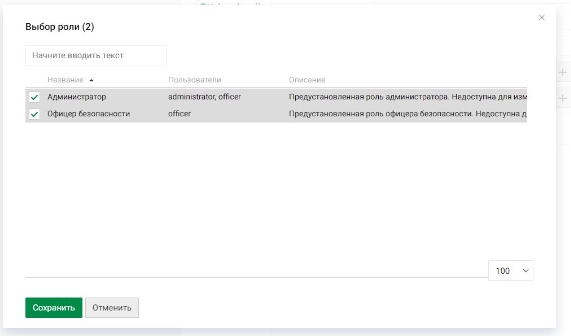 Выбор роли (2)
Начните вводить текст
Название Пользователи Описание
Администратор administrator, officer Предустановленная роль администратора. Недоступна для изм
Офицер безопасности officer Предустановленная роль офицера безопасности. Недоступна д
100
Сохранить Отменить